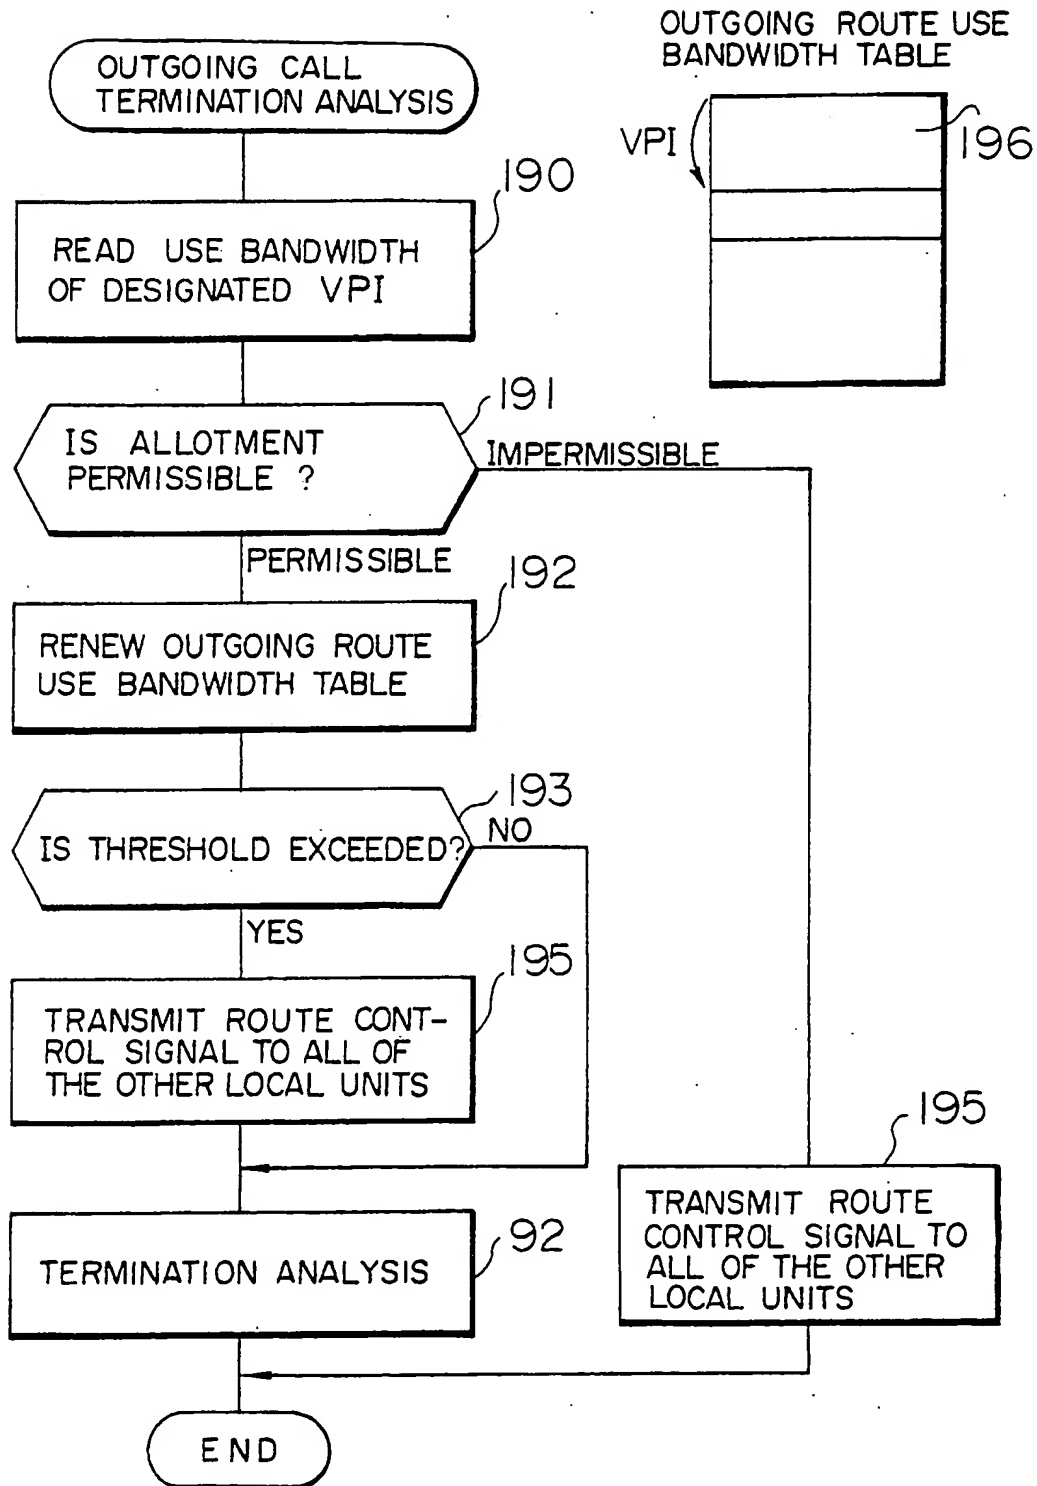 OUTGOING CALL
TERMINATION ANALYSIS
OUTGOING ROUTE USE
BANDWIDTH TABLE
VPI
196
190
READ USE BANDWIDTH
OF DESIGNATED VPI
191
IS ALLOTMENT
PERMISSIBLE ?
IMPERMISSIBLE
PERMISSIBLE
192
RENEW OUTGOING ROUTE
USE BANDWIDTH TABLE
193
IS THRESHOLD EXCEEDED?
NO
YES
195
TRANSMIT ROUTE CONT-
ROL SIGNAL TO ALL OF
THE OTHER LOCAL UNITS
195
TRANSMIT ROUTE
CONTROL SIGNAL TO
ALL OF THE OTHER
LOCAL UNITS
92
TERMINATION ANALYSIS
END